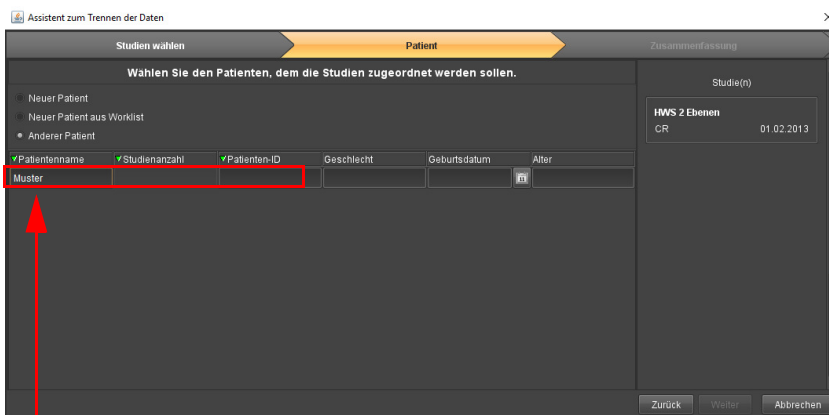 Assistent zum Trennen der Daten
Studien wählen Patient Zusammenfassung
Wählen Sie den Patienten, dem die Studien zugeordnet werden sollen.
Studie(n)
Neuer Patient
Neuer Patient aus Worklist
Anderer Patient
HWS 2 Ebenen
CR 01.02.2013
Patientenname Studienanzahl Patienten-ID Geschlecht Geburtsdatum Alter
Muster
Zurück Weiter Abbrechen